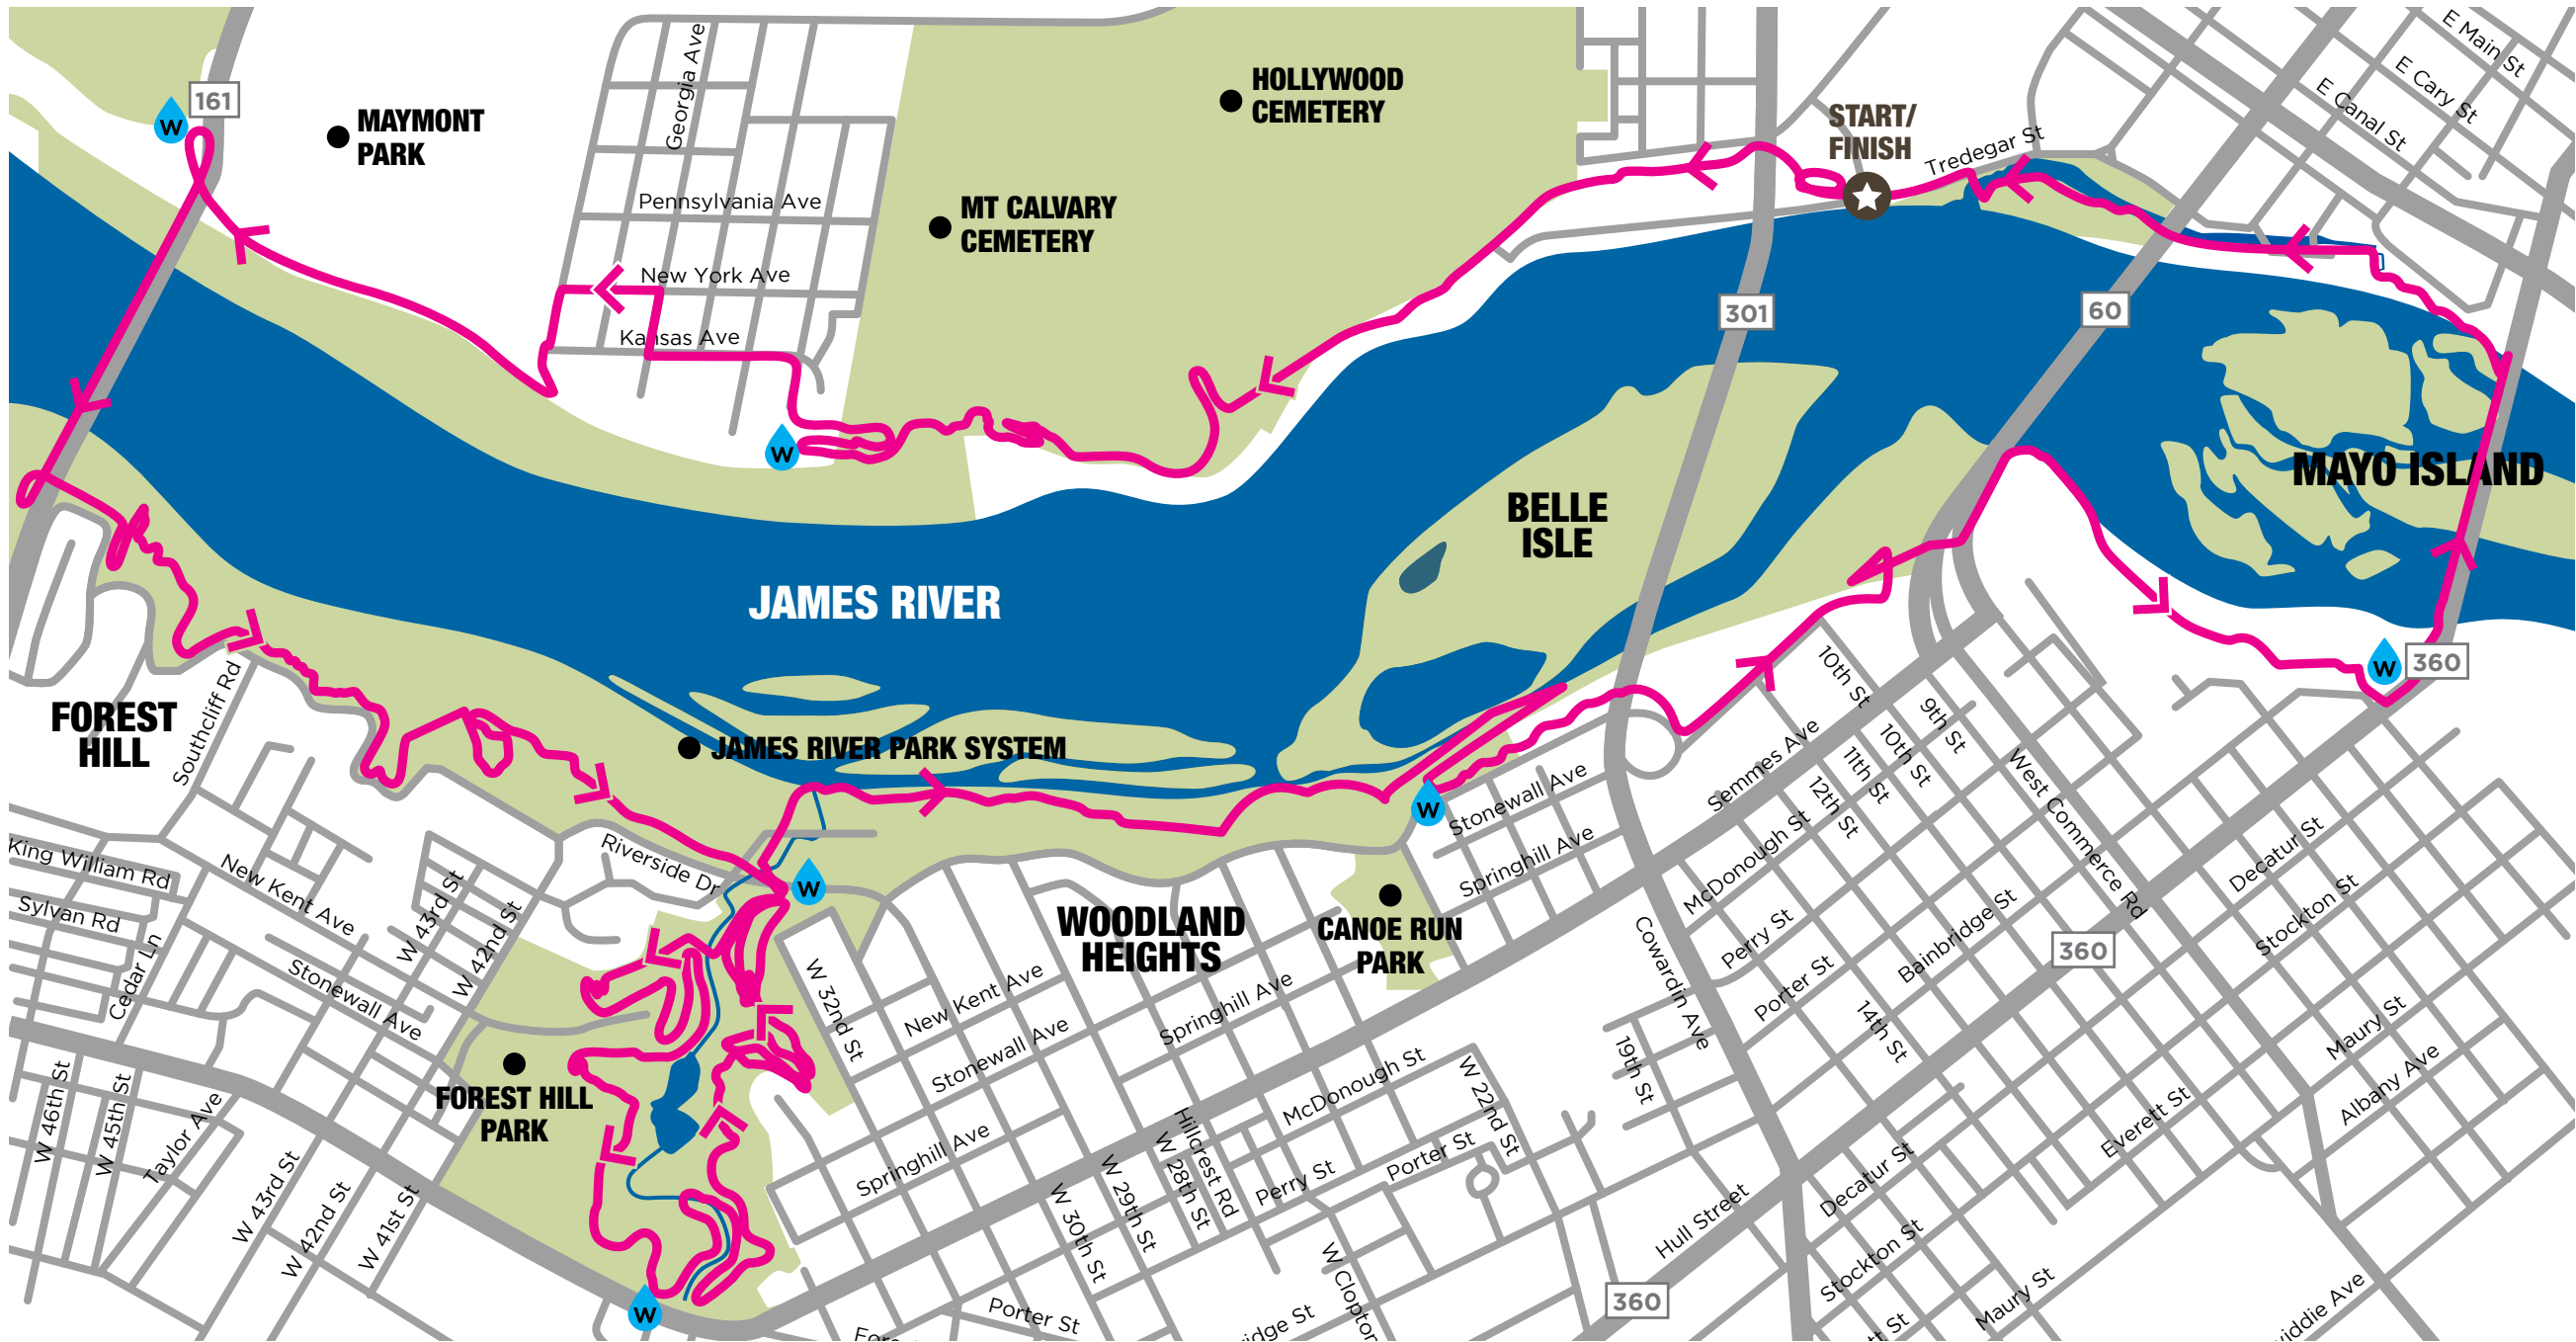 161
MAYMONT
PARK
Georgia Ave
HOLLYWOOD
CEMETERY
START/
FINISH
Tredegar St
E Main St
E Cary St
E Canal St
W
Pennsylvania Ave
MT CALVARY
CEMETERY
New York Ave
Kansas Ave
301
60
W
MAYO ISLAND
BELLE
ISLE
JAMES RIVER
W
360
FOREST
HILL
Southcliff Rd
JAMES RIVER PARK SYSTEM
W
10th St
9th St
10th St
11th St
12th St
Semmes Ave
West Commerce Rd
Stonewall Ave
Springhill Ave
McDonough St
Perry St
Porter St
Bainbridge St
14th St
Decatur St
Stockton St
360
Maury St
Albany Ave
Everett St
King William Rd
Sylvan Rd
New Kent Ave
Cedar Ln
Stonewall Ave
W 43rd St
W 42nd St
Riverside Dr
W
WOODLAND
HEIGHTS
CANOE RUN
PARK
Cowardin Ave
W 32nd St
New Kent Ave
Stonewall Ave
Springhill Ave
19th St
FOREST HILL
PARK
W 46th St
W 45th St
Taylor Ave
W 43rd St
W 42nd St
W 41st St
Springhill Ave
McDonough St
W 22nd St
Hillcrest Rd
W 28th St
W 29th St
W 30th St
Perry St
Porter St
Hull Street
Decatur St
Stockton St
Maury St
W
W Clopton
Porter St
360